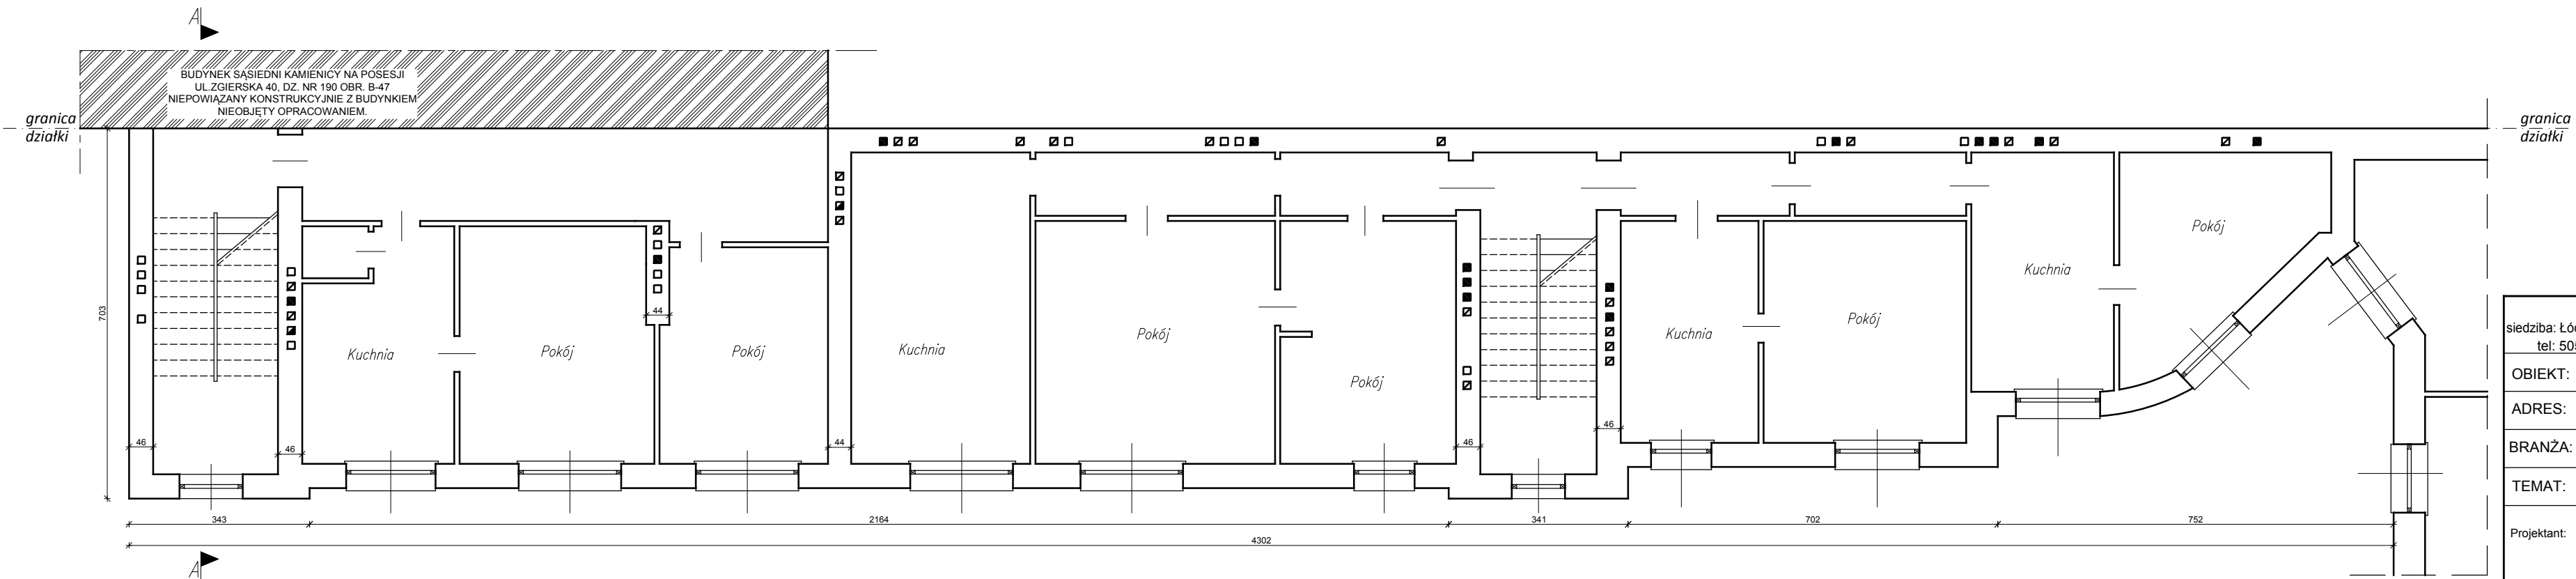 A
BUDYNEK SĄSIEDNI KAMIENICY NA POSESJI
UL.ZGIERSKA 40, DZ. NR 190 OBR. B-47
NIEPOWIĄZANY KONSTRUKCYJNIE Z BUDYNKIEM
NIEOBJĘTY OPRACOWANIEM.
granica
działki
granica
działki
703
46
46
Kuchnia
Pokój
44
Pokój
44
Kuchnia
Pokój
Pokój
46
46
Kuchnia
Pokój
Kuchnia
Pokój
343
2164
341
702
752
4302
A
siedziba:
tel:
OBIEKT:
ADRES:
BRANŻA:
TEMAT:
Projektant: